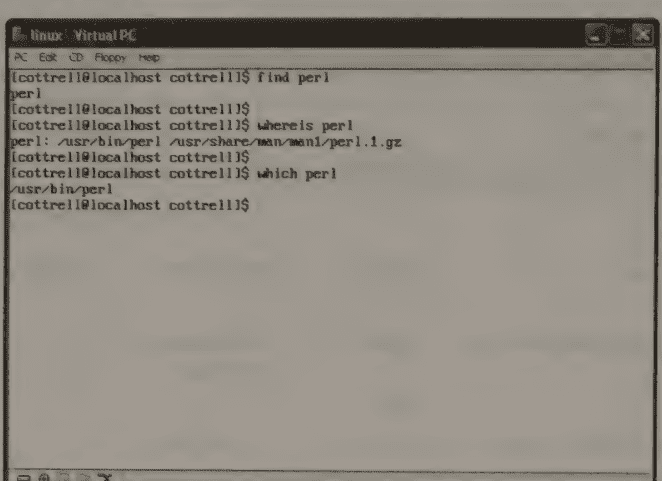 linux Virtual PC
PC Edit CD Floppy Help
[cottrell@localhost cottrell]$ find perl
perl
[cottrell@localhost cottrell]$
[cottrell@localhost cottrell]$ whereis perl
perl: /usr/bin/perl /usr/share/man/man1/perl.1.gz
[cottrell@localhost cottrell]$
[cottrell@localhost cottrell]$ which perl
/usr/bin/perl
[cottrell@localhost cottrell]$